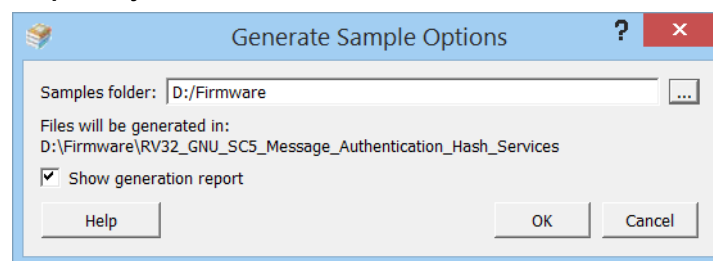 Generate Sample Options
?
×
Samples folder: D:/Firmware ...
Files will be generated in:
D:\Firmware\RV32_GNU_SC5_Message_Authentication_Hash_Services
Show generation report
Help OK Cancel